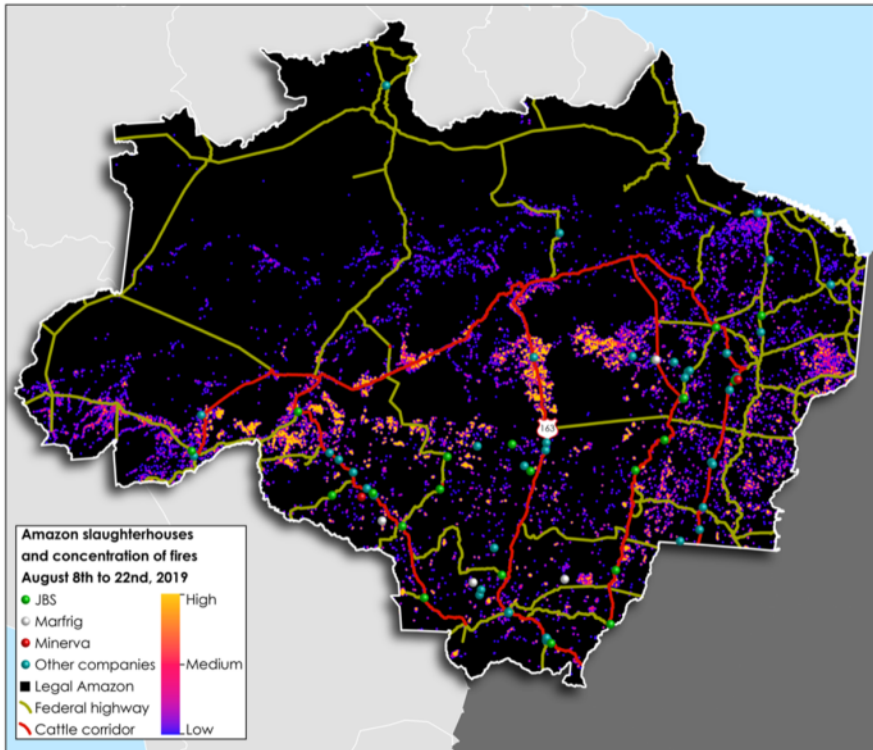 163
Amazon slaughterhouses
and concentration of fires
August 8th to 22nd, 2019
JBS
Marfrig
Minerva
Other companies
Legal Amazon
Federal highway
Cattle corridor
High
Medium
Low